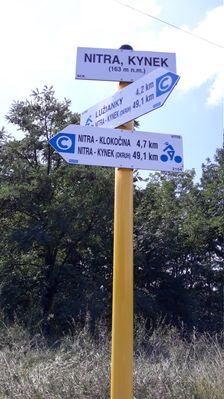 NITRA, KYNEK
(163 m n.m.)
LUŽIANKY 4,2 km
NITRA - KYNEK (OKRUH) 49,1 km
C
NITRA - KLOKOČINA 4,7 km
NITRA - KYNEK (OKRUH) 49,1 km
C